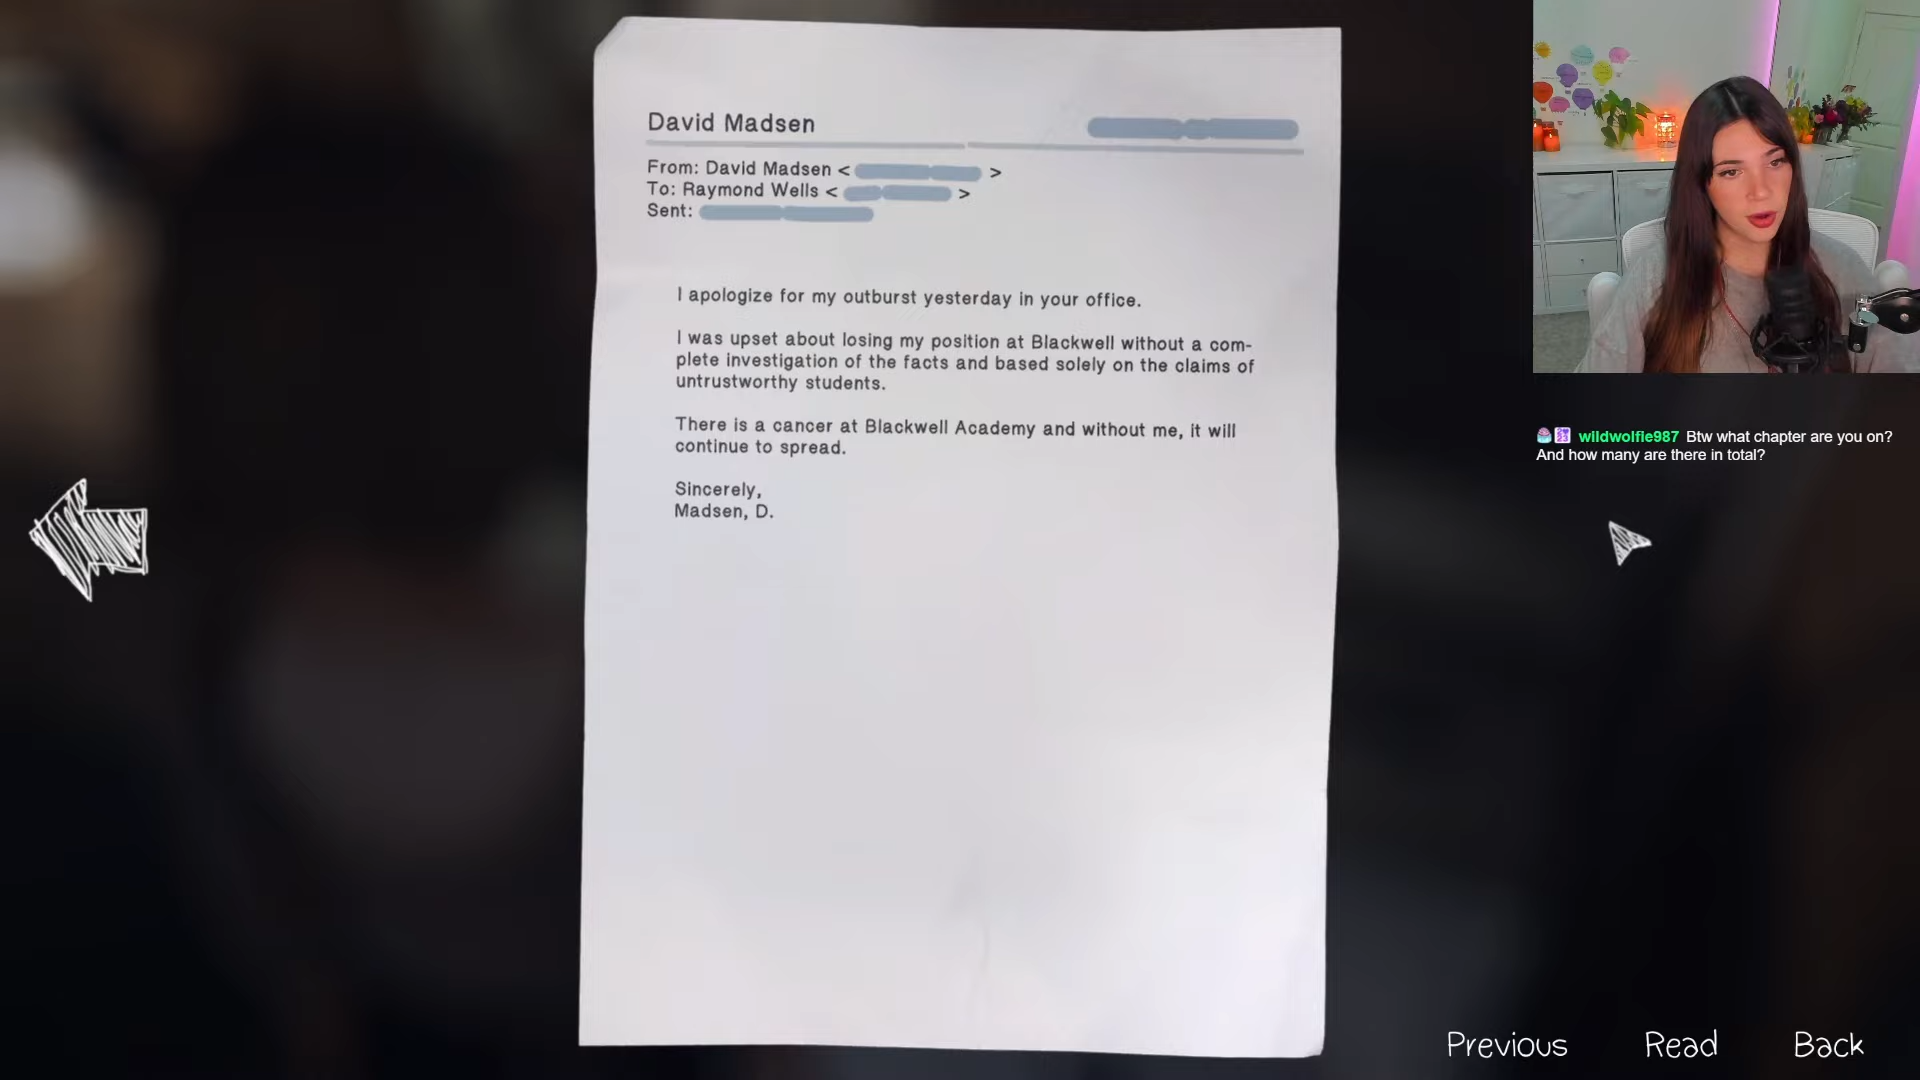 David Madsen
From: David Madsen < >
To: Raymond Wells < >
Sent:
I apologize for my outburst yesterday in your office.
I was upset about losing my position at Blackwell without a com-
plete investigation of the facts and based solely on the claims of
untrustworthy students.
There is a cancer at Blackwell Academy and without me, it will
continue to spread.
Sincerely,
Madsen, D.
wildwolfie987 Btw what chapter are you on?
And how many are there in total?
Previous
Read
Back